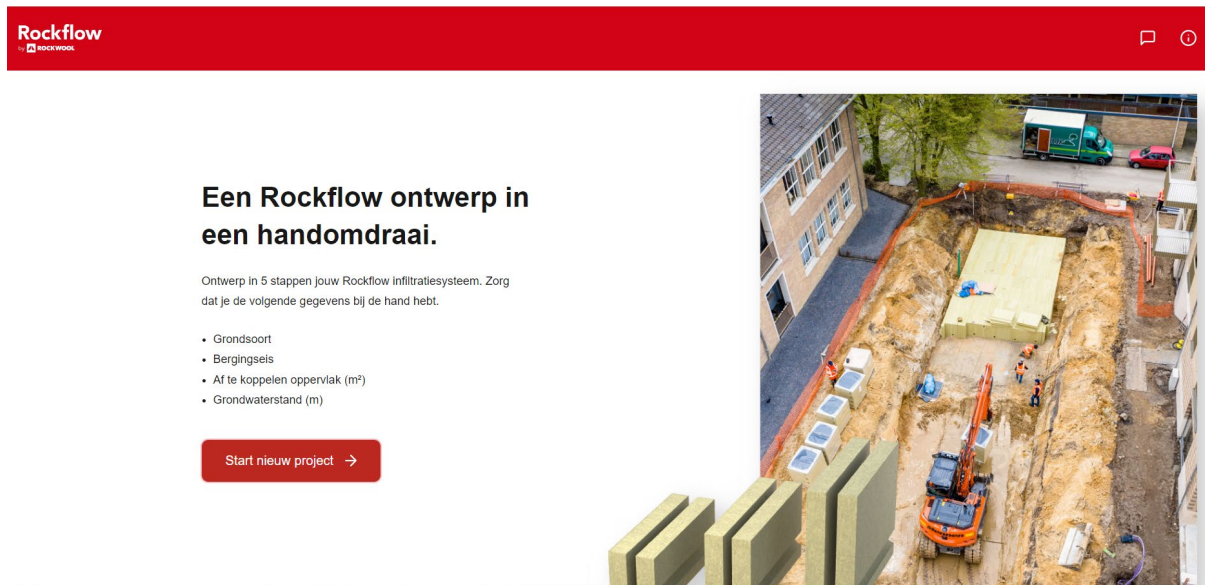 Rockflow
by ROCKWOOL
Een Rockflow ontwerp in
een handomdraai.
Ontwerp in 5 stappen jouw Rockflow infiltratiesysteem. Zorg
dat je de volgende gegevens bij de hand hebt.
• Grondsoort
• Bergingseis
• Af te koppelen oppervlak (m²)
• Grondwaterstand (m)
Start nieuw project →